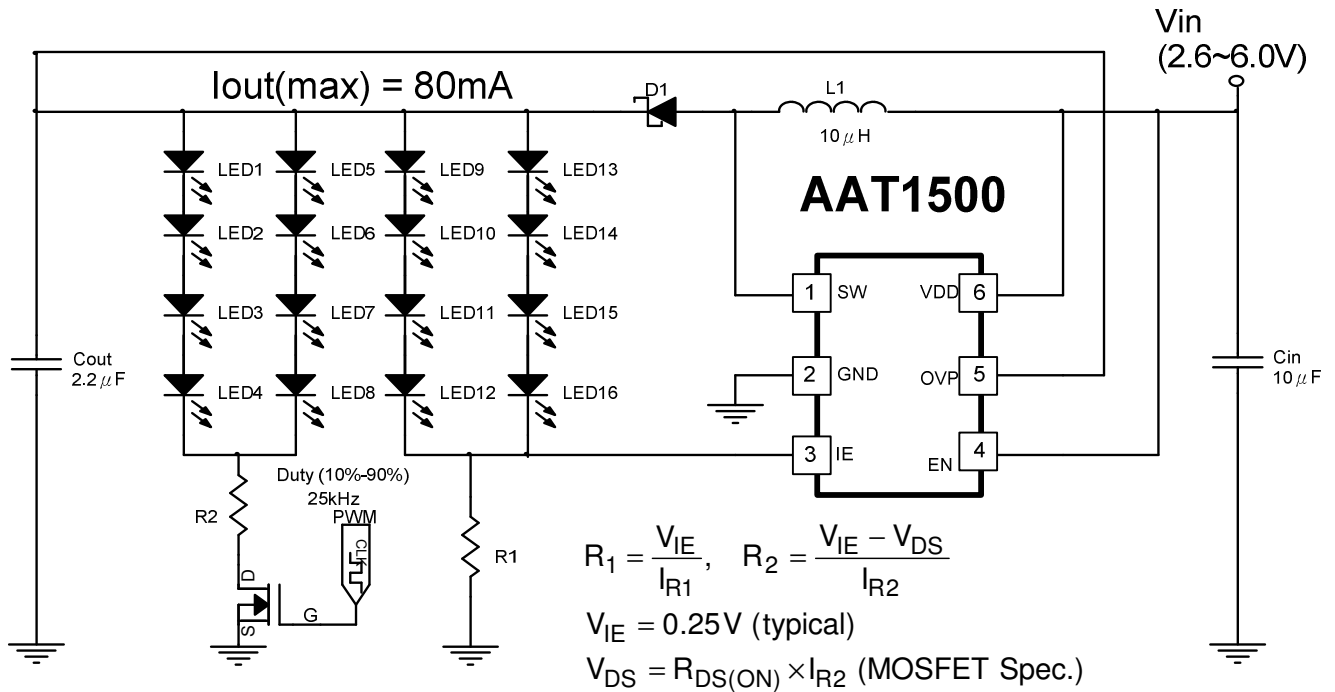 Vin
(2.6~6.0V)
Iout(max) = 80mA
D1
L1
10μH
AAT1500
LED1
LED5
LED9
LED13
LED2
LED6
LED10
LED14
LED3
LED7
LED11
LED15
LED4
LED8
LED12
LED16
1 SW
VDD 6
2 GND
OVP 5
3 IE
EN 4
Cout
2.2μF
Cin
10μF
Duty (10%-90%)
25kHz
PWM
CLK
R2
R1
D
G
S
R1 = VIE / IR1, R2 = (VIE − VDS) / IR2
VIE = 0.25V (typical)
VDS = RDS(ON) × IR2 (MOSFET Spec.)